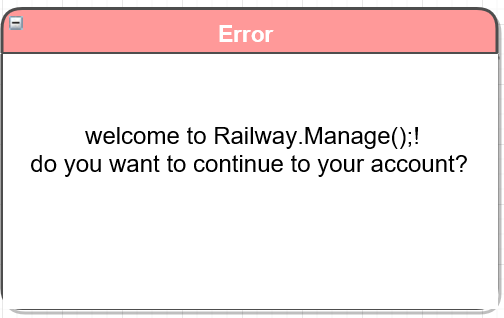 Error
welcome to Railway.Manage();!
do you want to continue to your account?